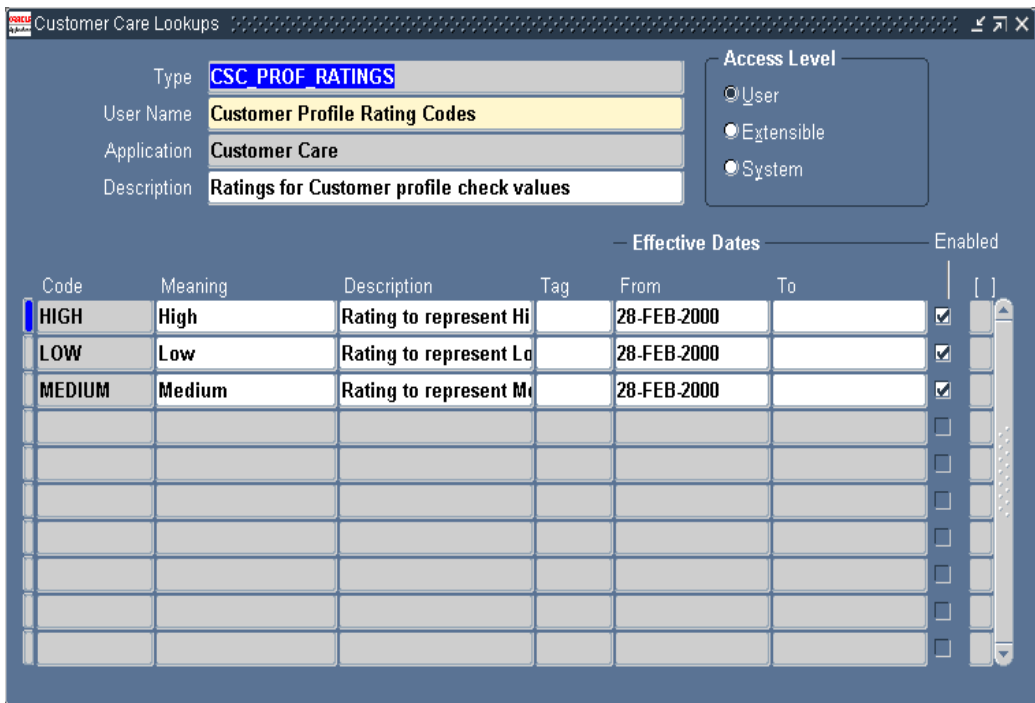 Customer Care Lookups
Type CSC_PROF_RATINGS
User Name Customer Profile Rating Codes
Application Customer Care
Description Ratings for Customer profile check values
Access Level
User
Extensible
System
Effective Dates Enabled
Code Meaning Description Tag From To [ ]
HIGH High Rating to represent Hi 28-FEB-2000
LOW Low Rating to represent Lo 28-FEB-2000
MEDIUM Medium Rating to represent Me 28-FEB-2000